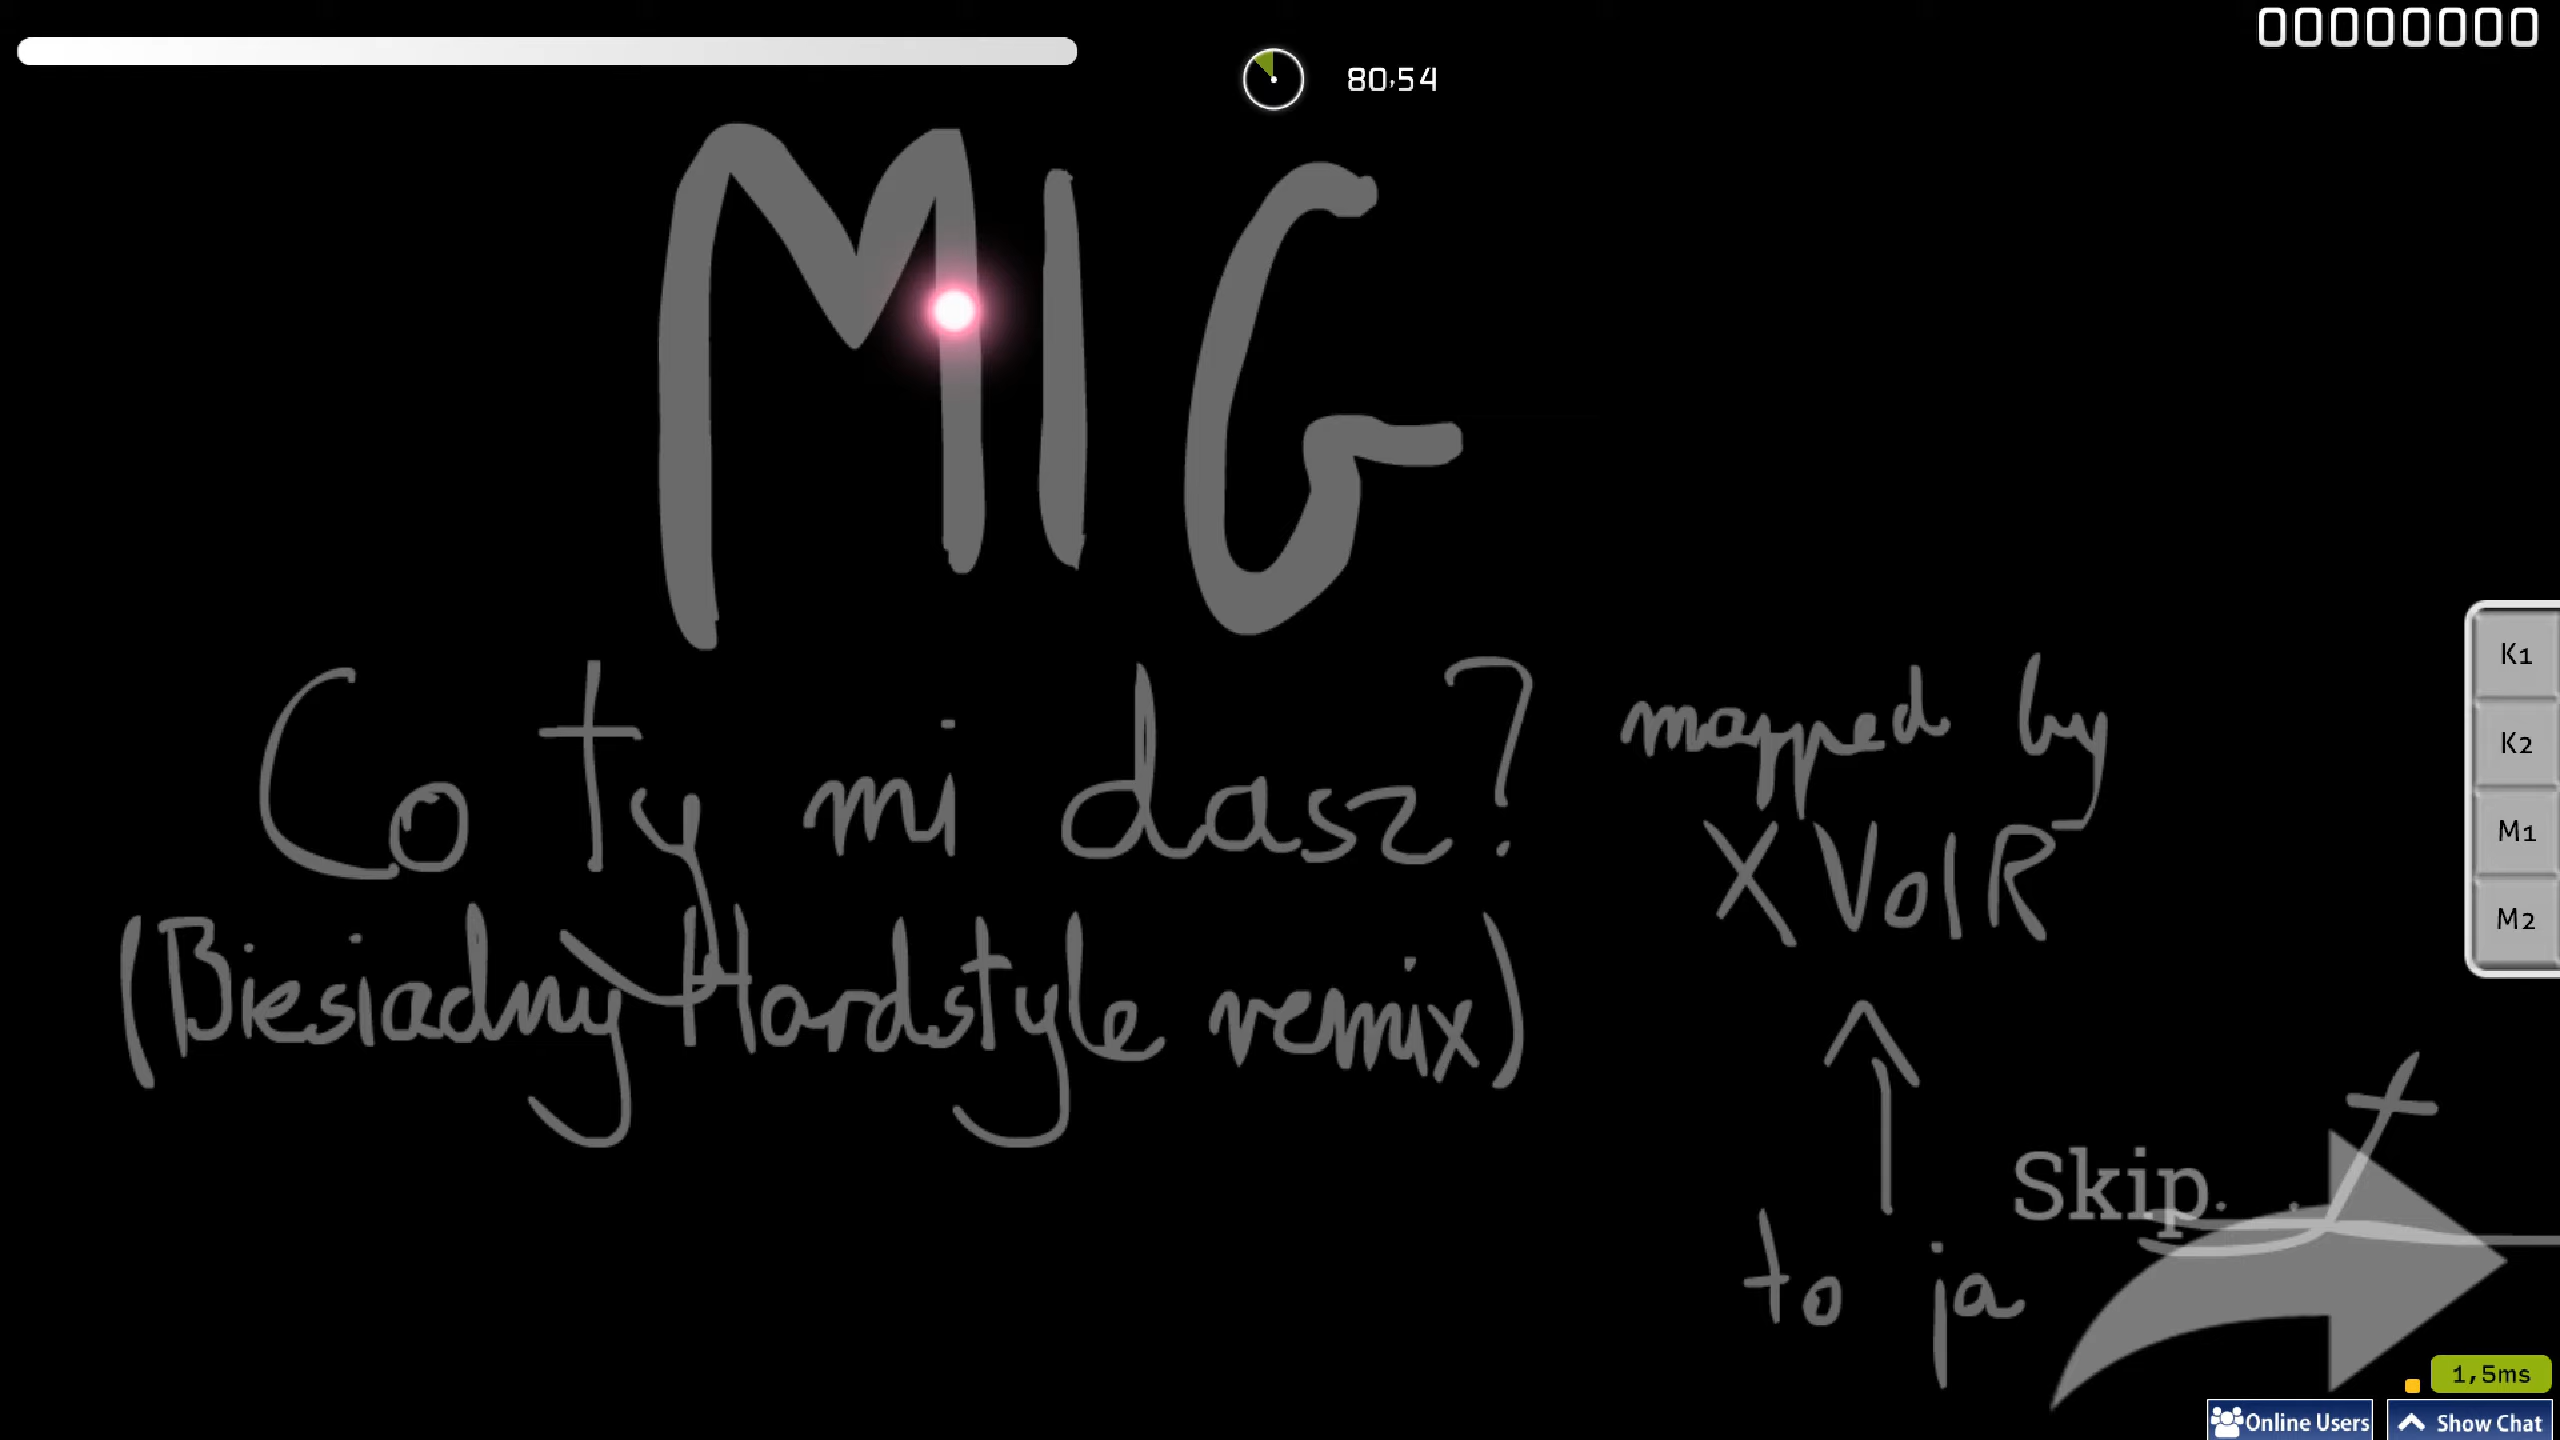 00000000
80,54
MIG
Co ty mi dasz?
(Biesiadny Hardstyle remix)
mapped by
XVolR
to ja
K1
K2
M1
M2
Skip
1,5ms
Online Users
Show Chat